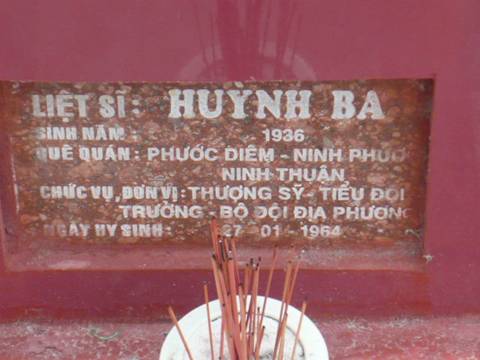 LIỆT SĨ: HUỲNH BA
SINH NĂM: 1936
QUÊ QUÁN: PHƯỚC DIÊM - NINH PHƯỚ
NINH THUẬN
CHỨC VỤ, ĐƠN VỊ: THƯỢNG SỸ - TIỂU ĐỘI
TRƯỞNG - BỘ ĐỘI ĐỊA PHƯƠNG
NGÀY HY SINH: 27-01-1964